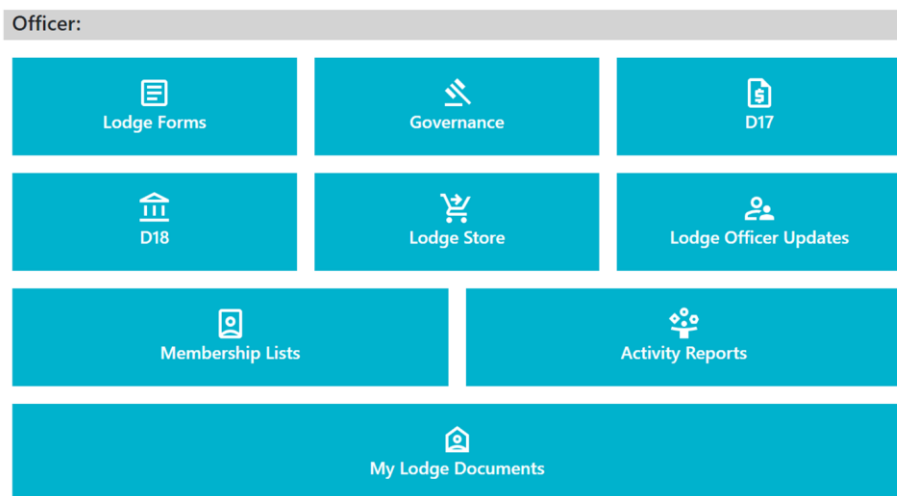 Officer:
Lodge Forms
Governance
D17
D18
Lodge Store
Lodge Officer Updates
Membership Lists
Activity Reports
My Lodge Documents